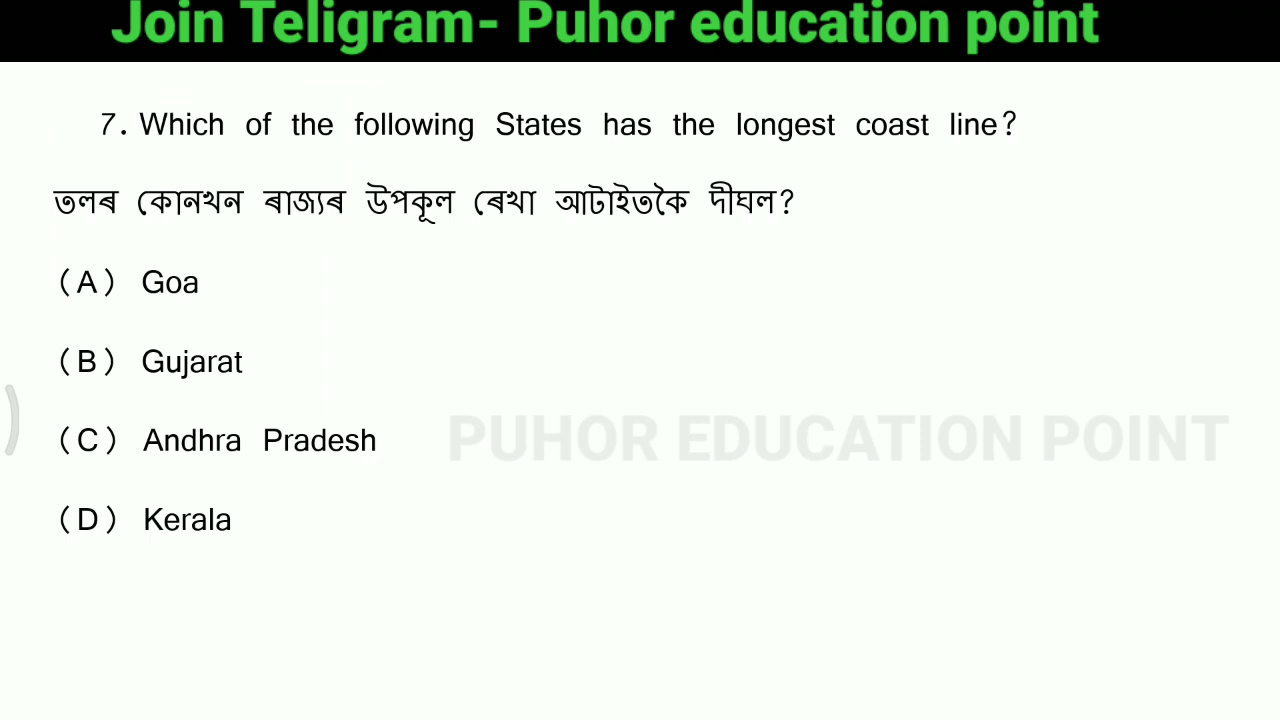 Join Teligram- Puhor education point
7. Which of the following States has the longest coast line?
তলৰ কোনখন ৰাজ্যৰ উপকূল ৰেখা আটাইতকৈ দীঘল?
(A) Goa
(B) Gujarat
(C) Andhra Pradesh
PUHOR EDUCATION POINT
(D) Kerala